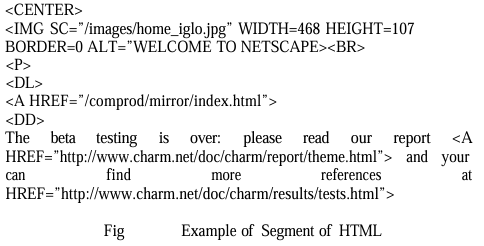 <CENTER>
<IMG SC="/images/home_iglo.jpg" WIDTH=468 HEIGHT=107
BORDER=0 ALT="WELCOME TO NETSCAPE><BR>
<P>
<DL>
<A HREF="/comprod/mirror/index.html">
<DD>
The beta testing is over: please read our report <A
HREF="http://www.charm.net/doc/charm/report/theme.html"> and your
can find more references at
HREF="http://www.charm.net/doc/charm/results/tests.html">
Fig Example of Segment of HTML